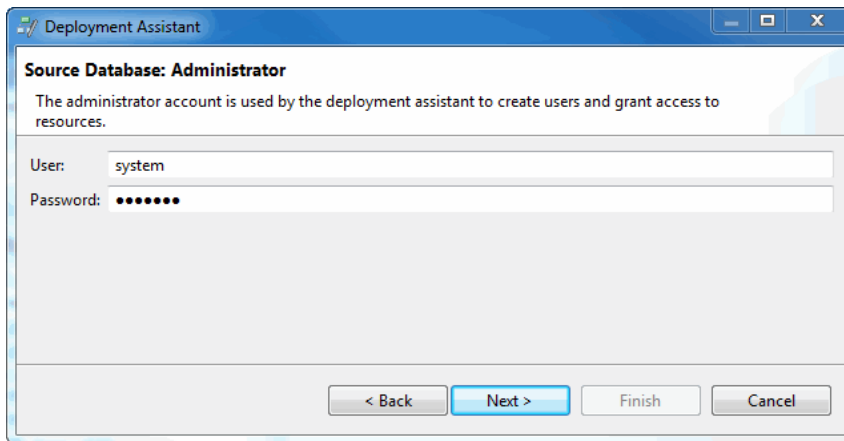 Deployment Assistant
Source Database: Administrator
The administrator account is used by the deployment assistant to create users and grant access to
resources.
User: system
Password: •••••••
< Back Next > Finish Cancel